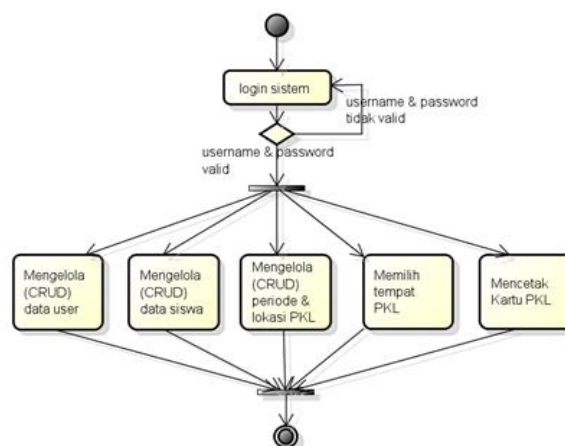 login sistem
username & password
tidak valid
username & password
valid
Mengelola
(CRUD)
data user
Mengelola
(CRUD)
data siswa
Mengelola
(CRUD)
periode &
lokasi PKL
Memilih
tempat
PKL
Mencetak
Kartu PKL